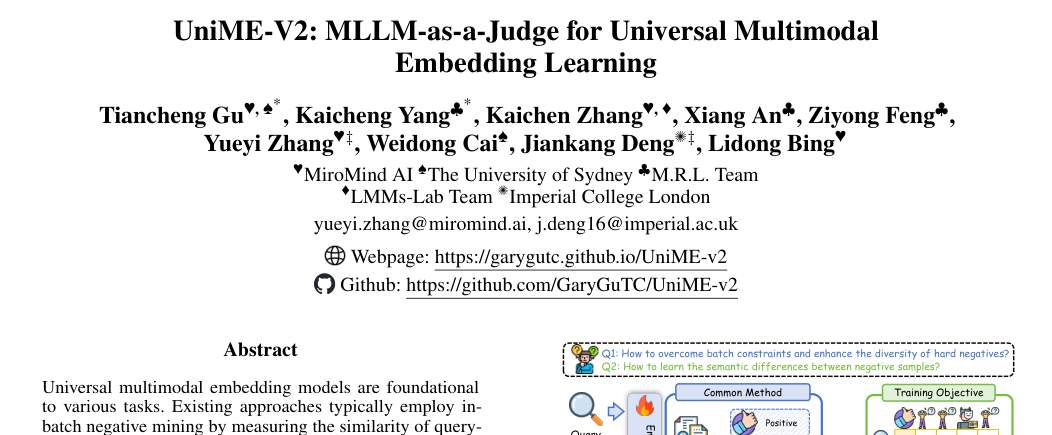 UniME-V2: MLLM-as-a-Judge for Universal Multimodal
Embedding Learning
Tiancheng Gu♥,♠*, Kaicheng Yang♣*, Kaichen Zhang♥,♦, Xiang An♣, Ziyong Feng♣,
Yueyi Zhang♥‡, Weidong Cai♠, Jiankang Deng✺‡, Lidong Bing♥
♥MiroMind AI ♠The University of Sydney ♣M.R.L. Team
♦LMMs-Lab Team ✺Imperial College London
yueyi.zhang@miromind.ai, j.deng16@imperial.ac.uk
Webpage: https://garygutc.github.io/UniME-v2
Github: https://github.com/GaryGuTC/UniME-v2
Abstract
Universal multimodal embedding models are foundational
to various tasks. Existing approaches typically employ in-
batch negative mining by measuring the similarity of query-
Q1: How to overcome batch constraints and enhance the diversity of hard negatives?
Q2: How to learn the semantic differences between negative samples?
Common Method
Training Objective
Positive